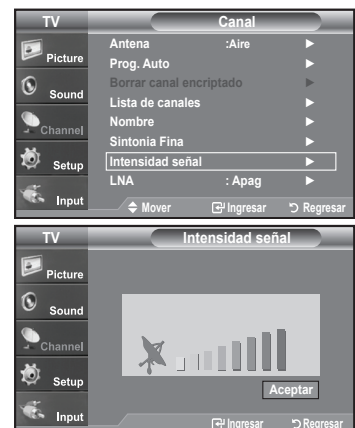 TV
Canal
Picture
Sound
Channel
Setup
Input
Antena :Aire
Prog. Auto
Borrar canal encriptado
Lista de canales
Nombre
Sintonia Fina
Intensidad señal
LNA : Apag
Mover Ingresar Regresar
TV
Intensidad señal
Picture
Sound
Channel
Setup
Input
Aceptar
Ingresar Regresar